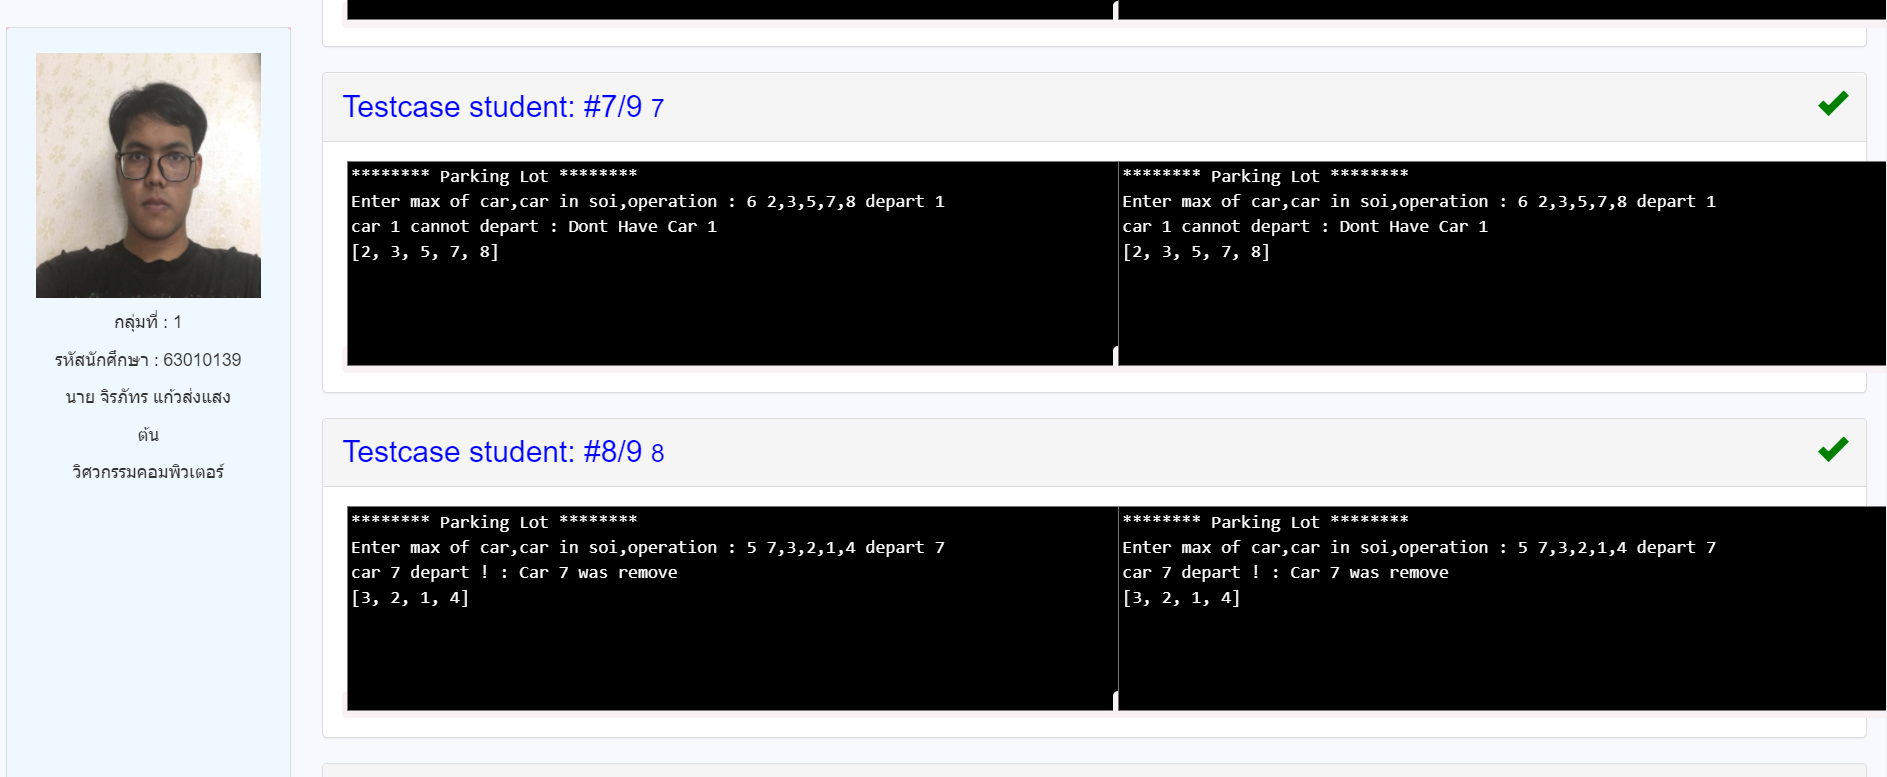 กลุ่มที่ : 1
รหัสนักศึกษา : 63010139
นาย จิรภัทร แก้วส่งแสง
ต้น
วิศวกรรมคอมพิวเตอร์
Testcase student: #7/9 7
******** Parking Lot ********
Enter max of car,car in soi,operation : 6 2,3,5,7,8 depart 1
car 1 cannot depart : Dont Have Car 1
[2, 3, 5, 7, 8]
******** Parking Lot ********
Enter max of car,car in soi,operation : 6 2,3,5,7,8 depart 1
car 1 cannot depart : Dont Have Car 1
[2, 3, 5, 7, 8]
Testcase student: #8/9 8
******** Parking Lot ********
Enter max of car,car in soi,operation : 5 7,3,2,1,4 depart 7
car 7 depart ! : Car 7 was remove
[3, 2, 1, 4]
******** Parking Lot ********
Enter max of car,car in soi,operation : 5 7,3,2,1,4 depart 7
car 7 depart ! : Car 7 was remove
[3, 2, 1, 4]